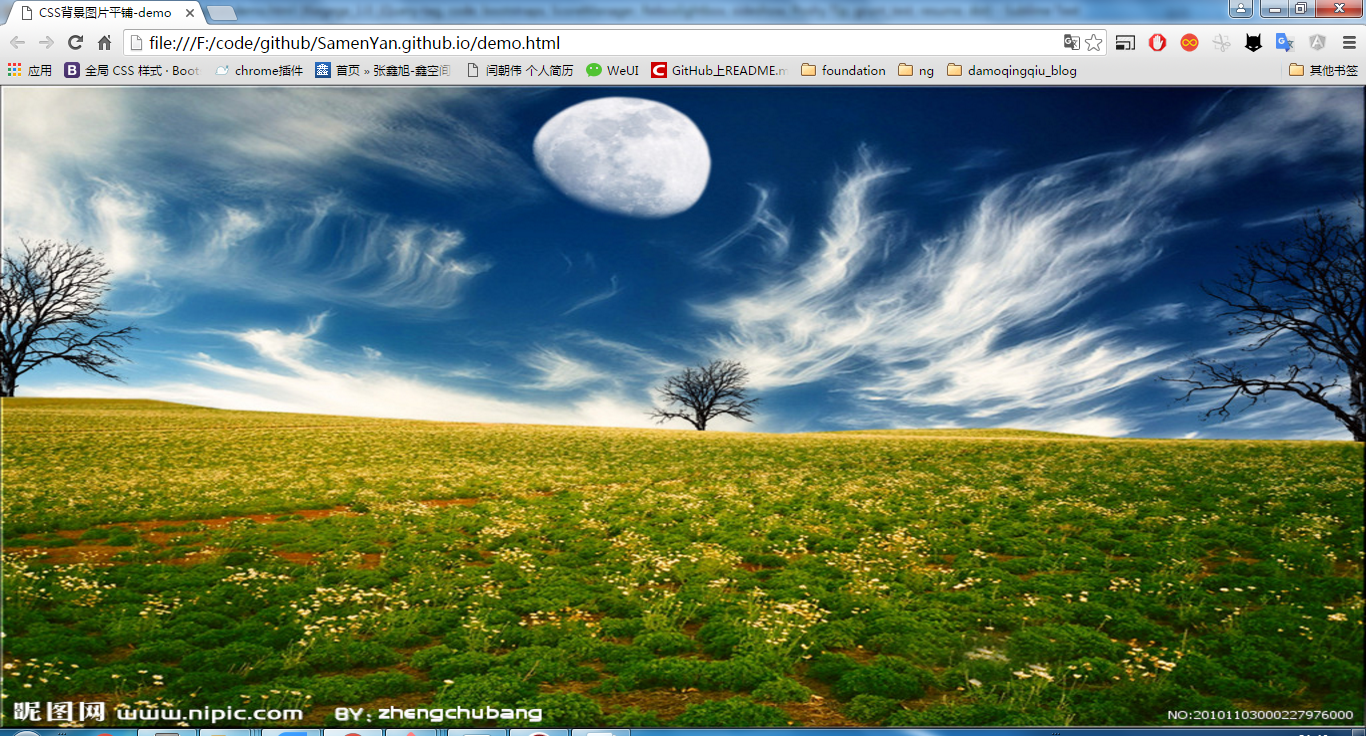 CSS背景图片平铺-demo
file:///F:/code/github/SamenYan.github.io/demo.html
应用 全局 CSS 样式 · Boot chrome插件 首页 » 张鑫旭-鑫空间 闫朝伟 个人简历 WeUI GitHub上README.m foundation ng damoqingqiu_blog 其他书签
昵图网 www.nipic.com BY: zhengchubang NO:20101103000227976000